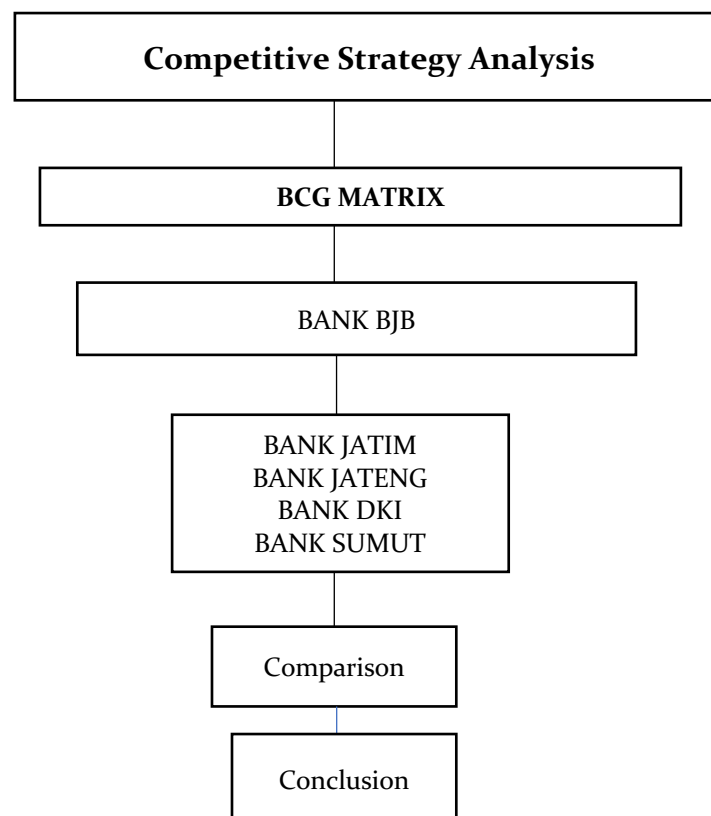 Competitive Strategy Analysis
BCG MATRIX
BANK BJB
BANK JATIM
BANK JATENG
BANK DKI
BANK SUMUT
Comparison
Conclusion